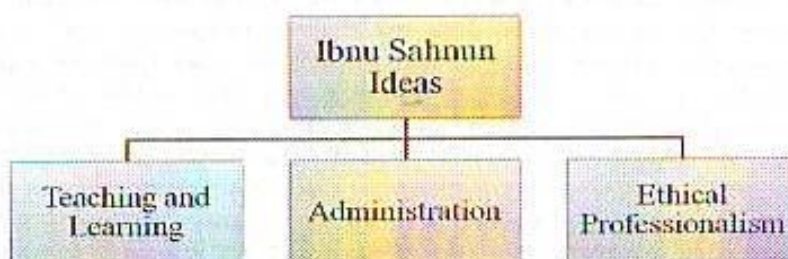 Ibnu Sahnun
Ideas
Teaching and
Learning
Administration
Ethical
Professionalism